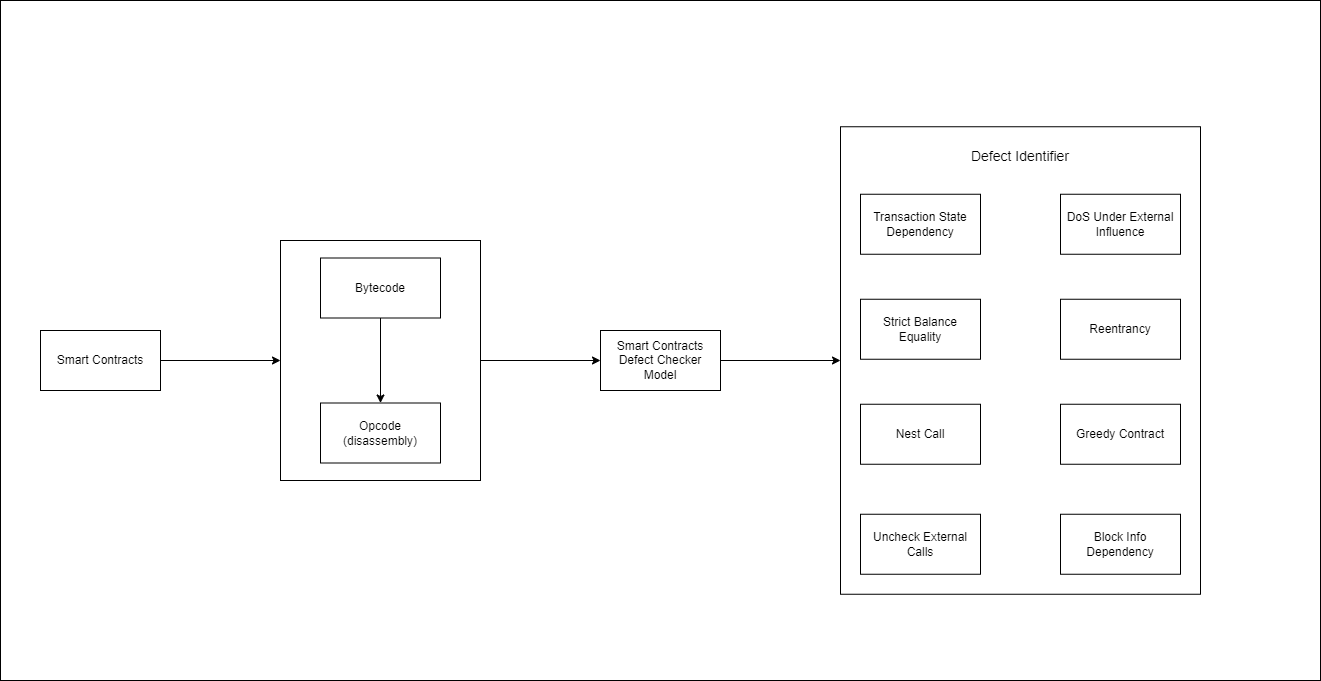 Smart Contracts
Bytecode
Opcode
(disassembly)
Smart Contracts
Defect Checker
Model
Defect Identifier
Transaction State
Dependency
DoS Under External
Influence
Strict Balance
Equality
Reentrancy
Nest Call
Greedy Contract
Uncheck External
Calls
Block Info
Dependency